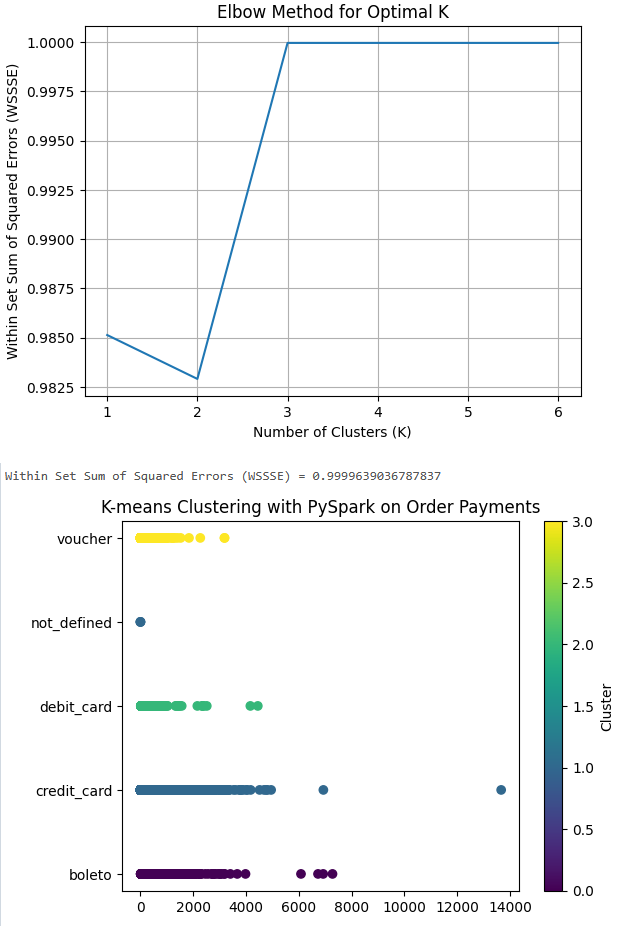 Elbow Method for Optimal K
Within Set Sum of Squared Errors (WSSSE)
1.0000
0.9975
0.9950
0.9925
0.9900
0.9875
0.9850
0.9825
1 2 3 4 5 6
Number of Clusters (K)
Within Set Sum of Squared Errors (WSSSE) = 0.9999639036787837
K-means Clustering with PySpark on Order Payments
voucher
not_defined
debit_card
credit_card
boleto
0 2000 4000 6000 8000 10000 12000 14000
3.0
2.5
2.0
1.5
1.0
0.5
0.0
Cluster